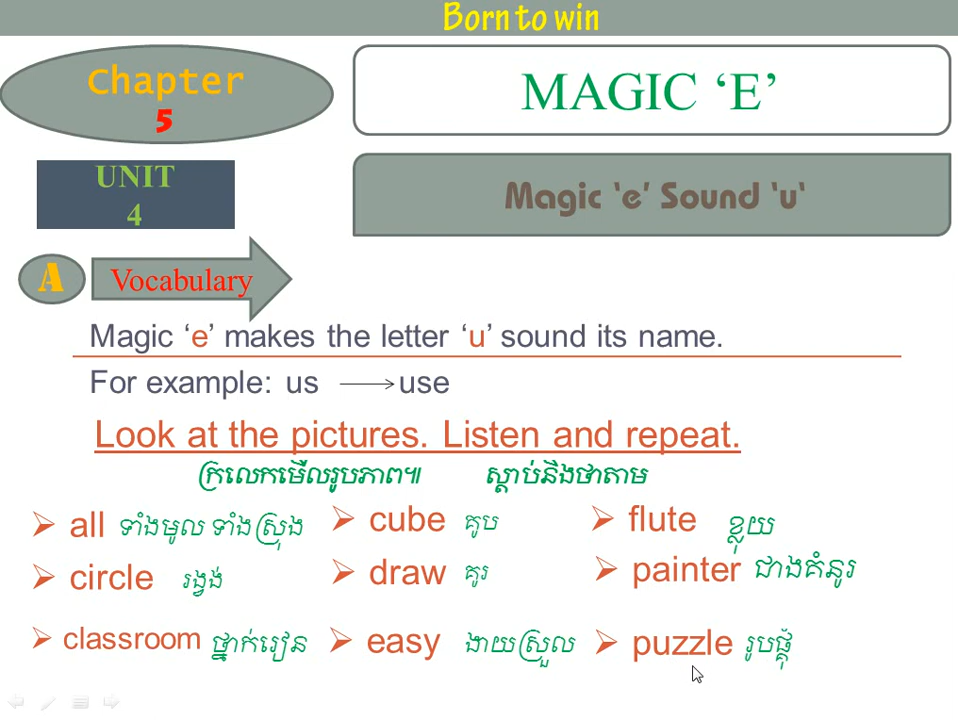 Born to win
Chapter
5
MAGIC ‘E’
UNIT
4
Magic ‘e’ Sound ‘u‘
A
Vocabulary
Magic ‘e’ makes the letter ‘u’ sound its name.
For example: us → use
Look at the pictures. Listen and repeat.
ក្រលេកមើលរូបភាព៕ ស្តាប់និងថាតាម
➢ all ទាំងមូល ទាំងស្រុង ➢ cube គូប ➢ flute ខ្លុយ
➢ circle រង្វង់ ➢ draw គូរ ➢ painter ជាងគំនូរ
➢ classroom ថ្នាក់រៀន ➢ easy ងាយស្រួល ➢ puzzle រូបផ្គុំ